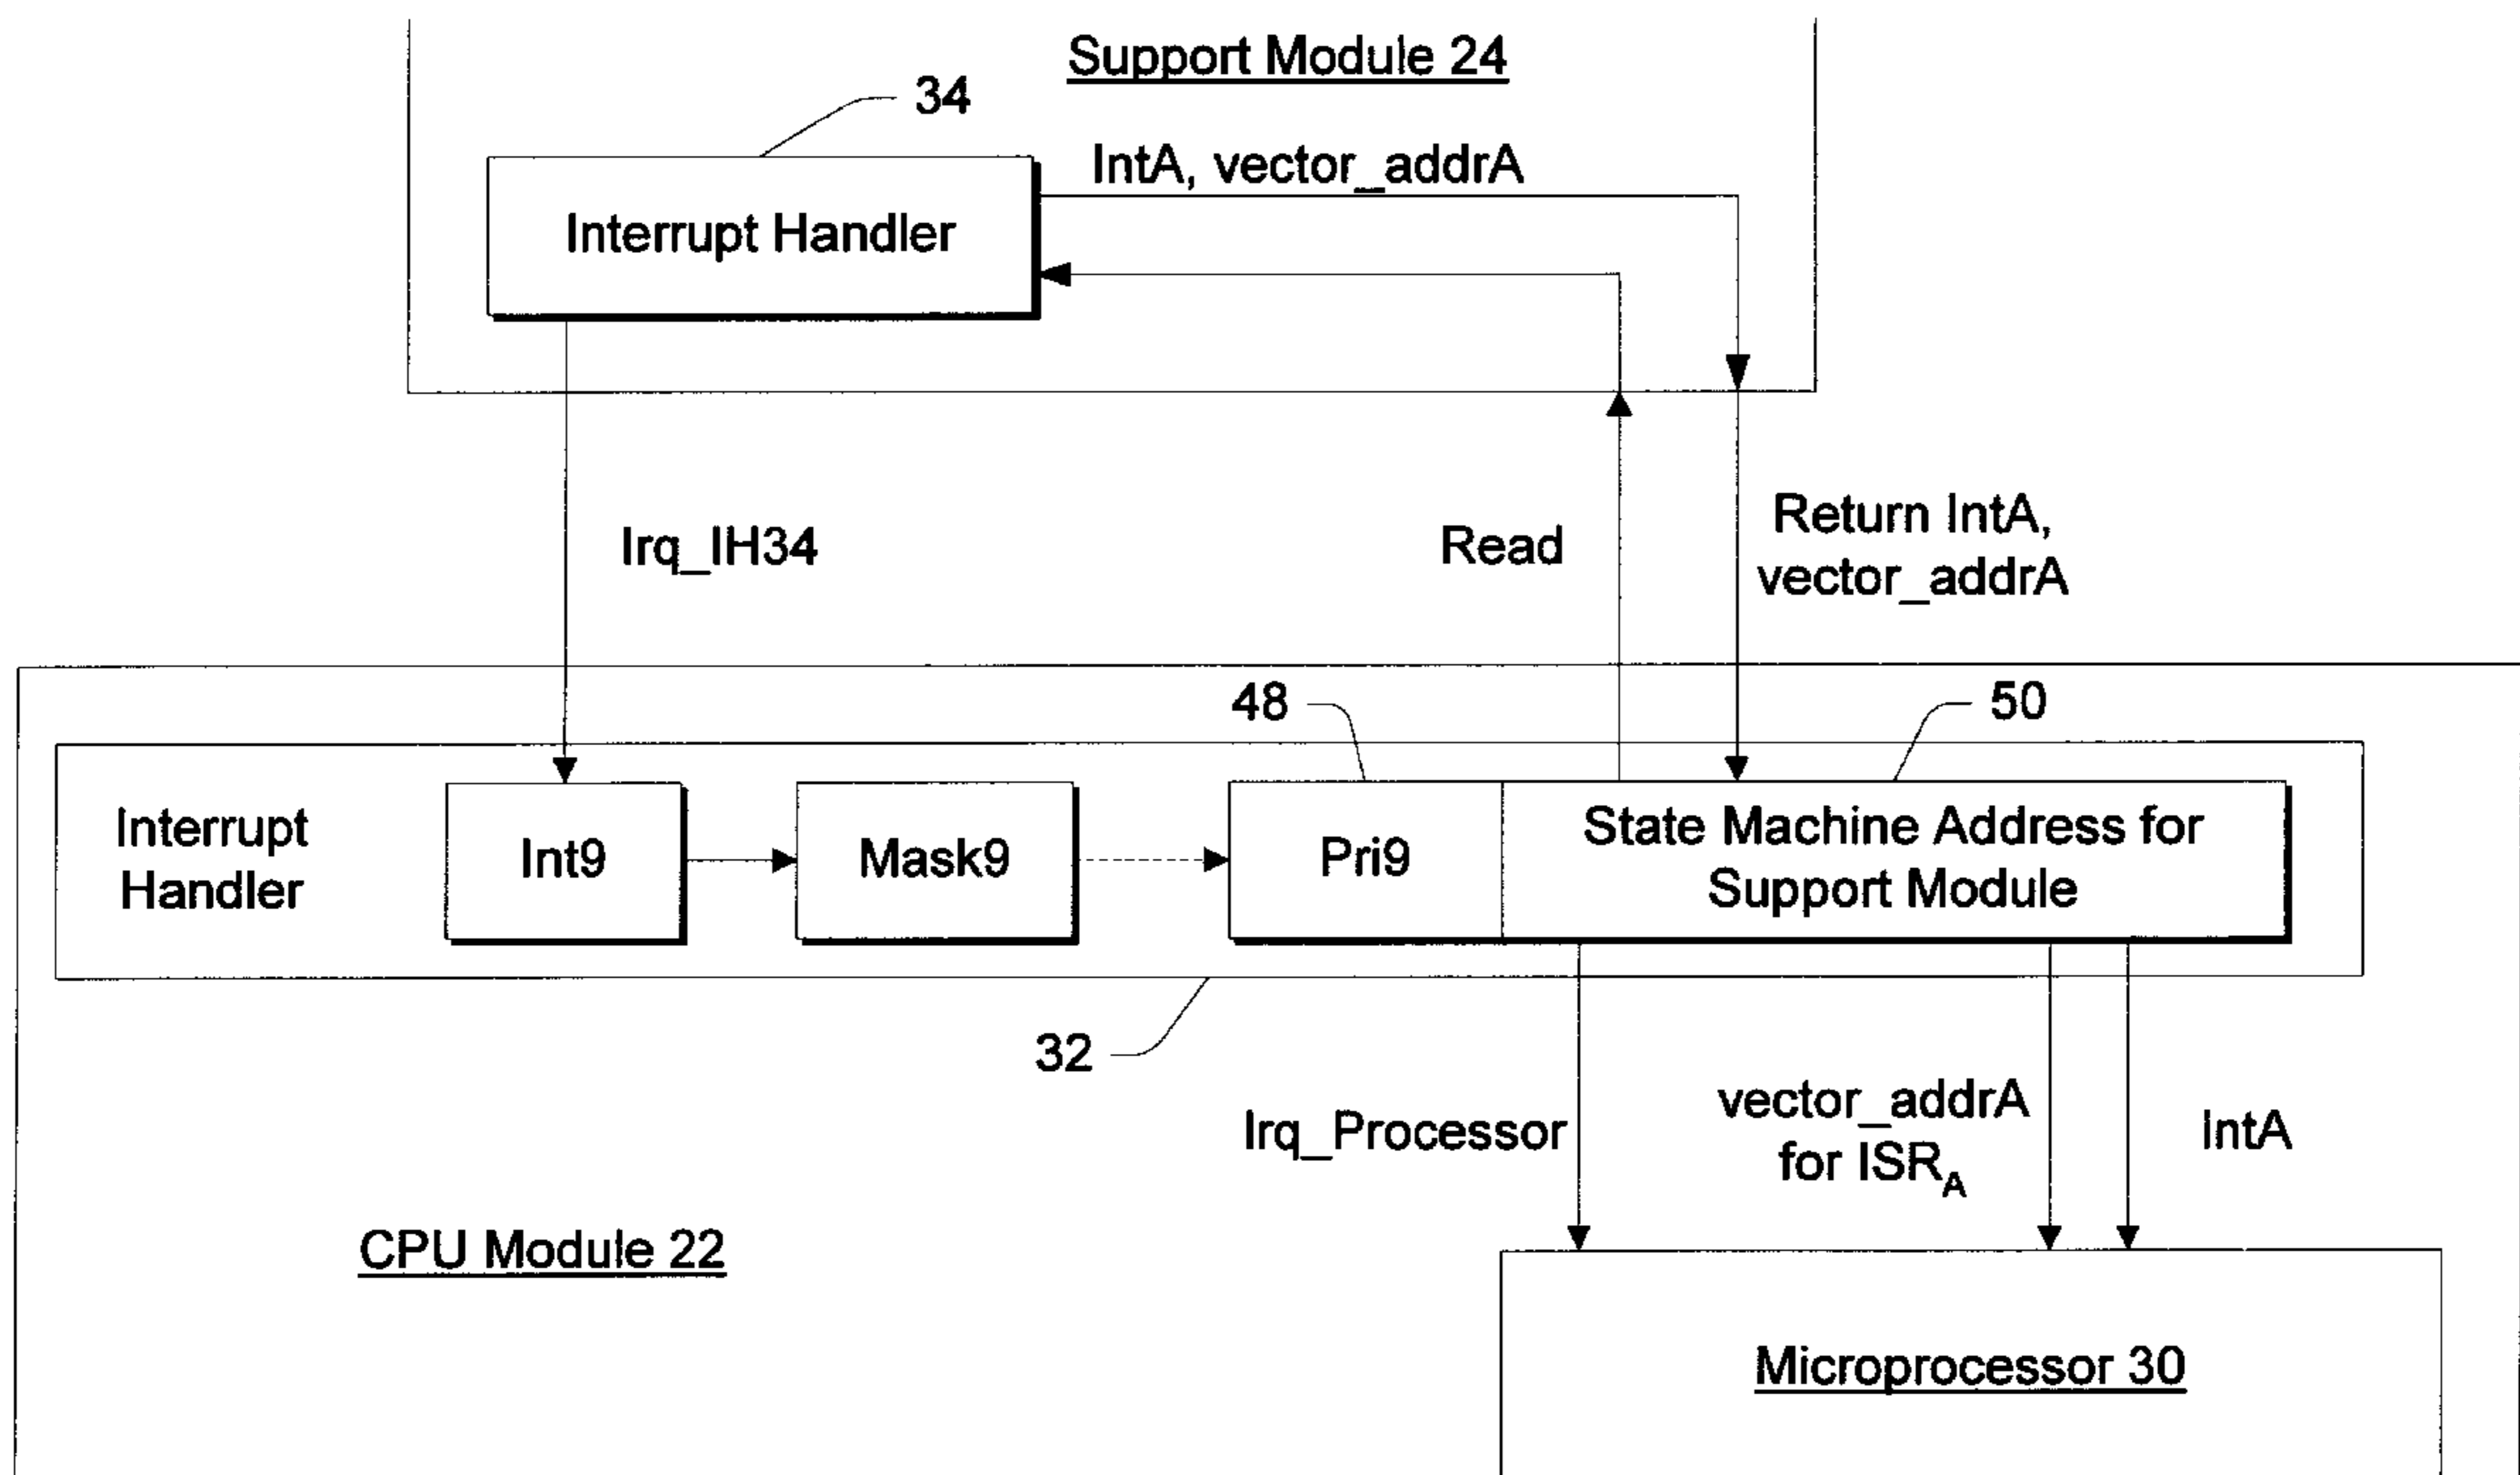 Support Module 24
34
IntA, vector_addrA
Interrupt Handler
Irq_IH34
Read
Return IntA,
vector_addrA
48
50
Interrupt
Handler
Int9
Mask9
Pri9
State Machine Address for
Support Module
32
Irq_Processor
vector_addrA
for ISR_A
IntA
CPU Module 22
Microprocessor 30